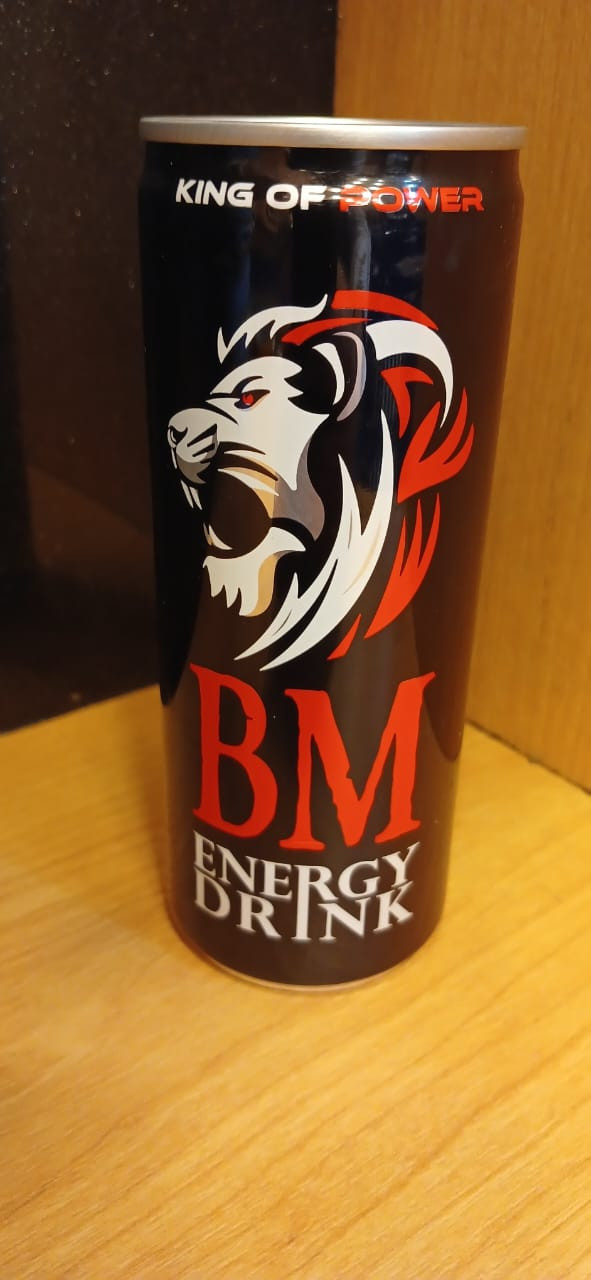 KING OF POWER
BM
ENERGY
DRINK